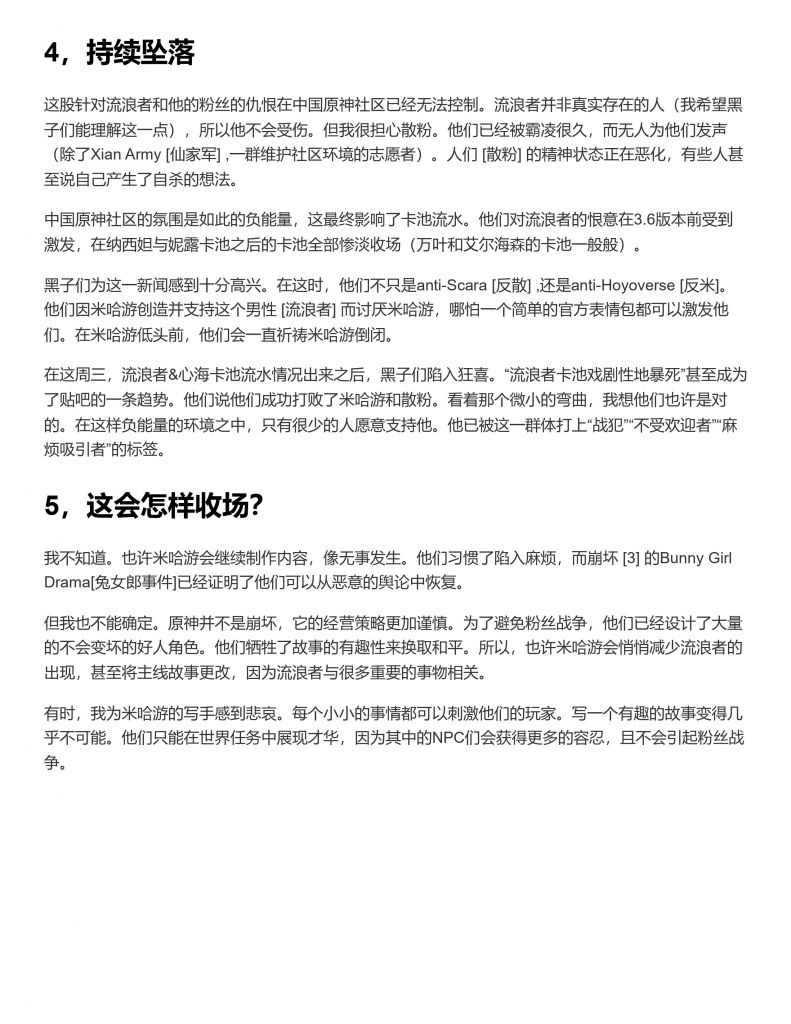 4，持续坠落
这股针对流浪者和他的粉丝的仇恨在中国原神社区已经无法控制。流浪者并非真实存在的人（我希望黑
子们能理解这一点），所以他不会受伤。但我很担心散粉。他们已经被霸凌很久，而无人为他们发声
（除了Xian Army [仙家军] ,一群维护社区环境的志愿者）。人们 [散粉] 的精神状态正在恶化，有些人甚
至说自己产生了自杀的想法。
中国原神社区的氛围是如此的负能量，这最终影响了卡池流水。他们对流浪者的恨意在3.6版本前受到
激发，在纳西妲与妮露卡池之后的卡池全部惨淡收场（万叶和艾尔海森的卡池一般般）。
黑子们为这一新闻感到十分高兴。在这时，他们不只是anti-Scara [反散] ,还是anti-Hoyoverse [反米]。
他们因米哈游创造并支持这个男性 [流浪者] 而讨厌米哈游，哪怕一个简单的官方表情包都可以激发他
们。在米哈游低头前，他们会一直祈祷米哈游倒闭。
在这周三，流浪者&心海卡池流水情况出来之后，黑子们陷入狂喜。“流浪者卡池戏剧性地暴死”甚至成为
了贴吧的一条趋势。他们说他们成功打败了米哈游和散粉。看着那个微小的弯曲，我想他们也许是对
的。在这样负能量的环境之中，只有很少的人愿意支持他。他已被这一群体打上“战犯”“不受欢迎者”“麻
烦吸引者”的标签。
5，这会怎样收场？
我不知道。也许米哈游会继续制作内容，像无事发生。他们习惯了陷入麻烦，而崩坏 [3] 的Bunny Girl
Drama[兔女郎事件]已经证明了他们可以从恶意的舆论中恢复。
但我也不能确定。原神并不是崩坏，它的经营策略更加谨慎。为了避免粉丝战争，他们已经设计了大量
的不会变坏的好人角色。他们牺牲了故事的有趣性来换取和平。所以，也许米哈游会悄悄减少流浪者的
出现，甚至将主线故事更改，因为流浪者与很多重要的事物相关。
有时，我为米哈游的写手感到悲哀。每个小小的事情都可以刺激他们的玩家。写一个有趣的故事变得几
乎不可能。他们只能在世界任务中展现才华，因为其中的NPC们会获得更多的容忍，且不会引起粉丝战
争。